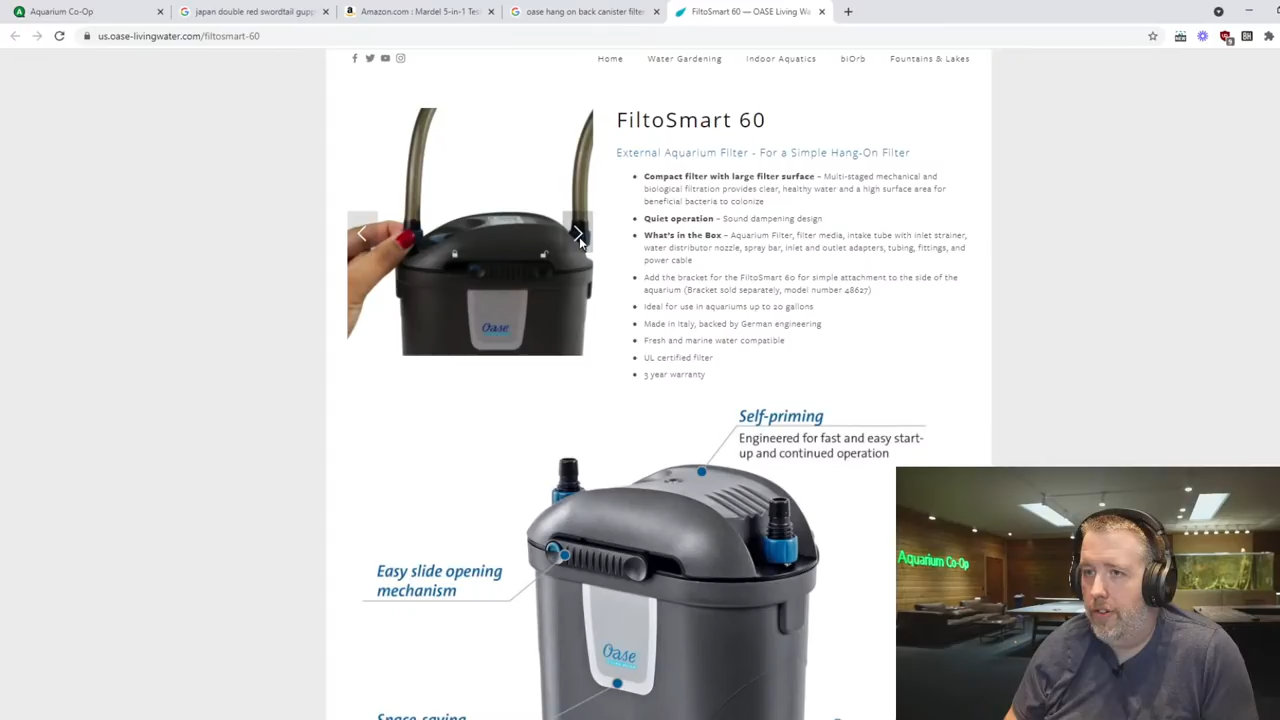 Aquarium Co-Op
japan double red swordtail gupp
Amazon.com : Mardel 5-in-1 Tes
oase hang on back canister filter
FiltoSmart 60 — OASE Living Wa
us.oase-livingwater.com/filtosmart-60
Home
Water Gardening
Indoor Aquatics
biOrb
Fountains & Lakes
FiltoSmart 60
External Aquarium Filter - For a Simple Hang-On Filter
Compact filter with large filter surface – Multi-staged mechanical and
biological filtration provides clear, healthy water and a high surface area for
beneficial bacteria to colonize
Quiet operation – Sound dampening design
What's in the Box – Aquarium Filter, filter media, intake tube with inlet strainer,
water distributor nozzle, spray bar, inlet and outlet adapters, tubing, fittings, and
power cable
Add the bracket for the FiltoSmart 60 for simple attachment to the side of the
aquarium (Bracket sold separately, model number 48627)
Ideal for use in aquariums up to 20 gallons
Made in Italy, backed by German engineering
Fresh and marine water compatible
UL certified filter
3 year warranty
Oase
Self-priming
Engineered for fast and easy start-
up and continued operation
Easy slide opening
mechanism
Oase
Space-saving
Aquarium Co-Op